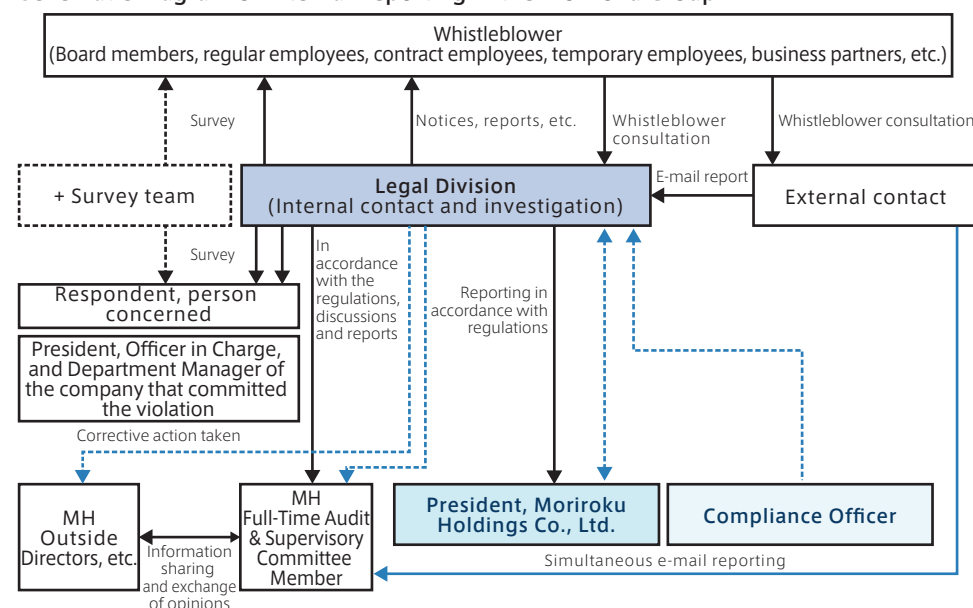 Whistleblower
(Board members, regular employees, contract employees, temporary employees, business partners, etc.)
Survey
Notices, reports, etc.
Whistleblower
consultation
Whistleblower consultation
+ Survey team
Legal Division
(Internal contact and investigation)
E-mail report
External contact
Survey
In
accordance
with the
regulations,
discussions
and reports
Reporting in
accordance with
regulations
Respondent, person
concerned
President, Officer in Charge,
and Department Manager of
the company that committed
the violation
Corrective action taken
MH
Outside
Directors, etc.
Information
sharing
and exchange
of opinions
MH
Full-Time Audit
& Supervisory
Committee
Member
President, Moriroku
Holdings Co., Ltd.
Compliance Officer
Simultaneous e-mail reporting